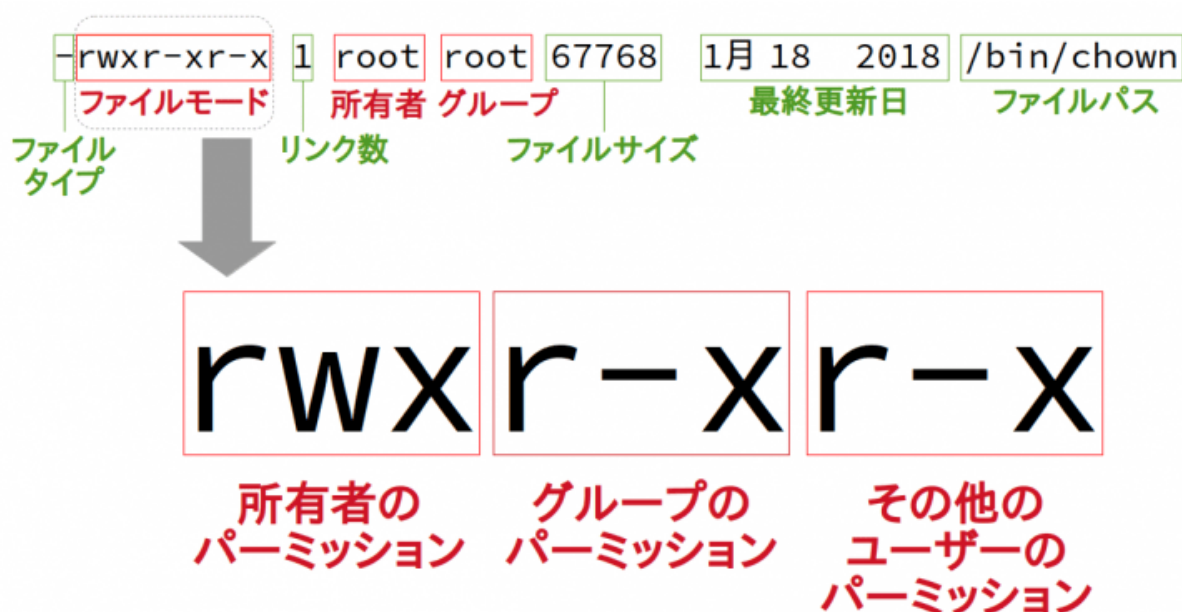 -rwxr-xr-x 1 root root 67768 1月 18 2018 /bin/chown
ファイルモード 所有者 グループ 最終更新日 ファイルパス
ファイル
タイプ
リンク数
ファイルサイズ
rwxr-xr-x
所有者の
パーミッション
グループの
パーミッション
その他の
ユーザーの
パーミッション